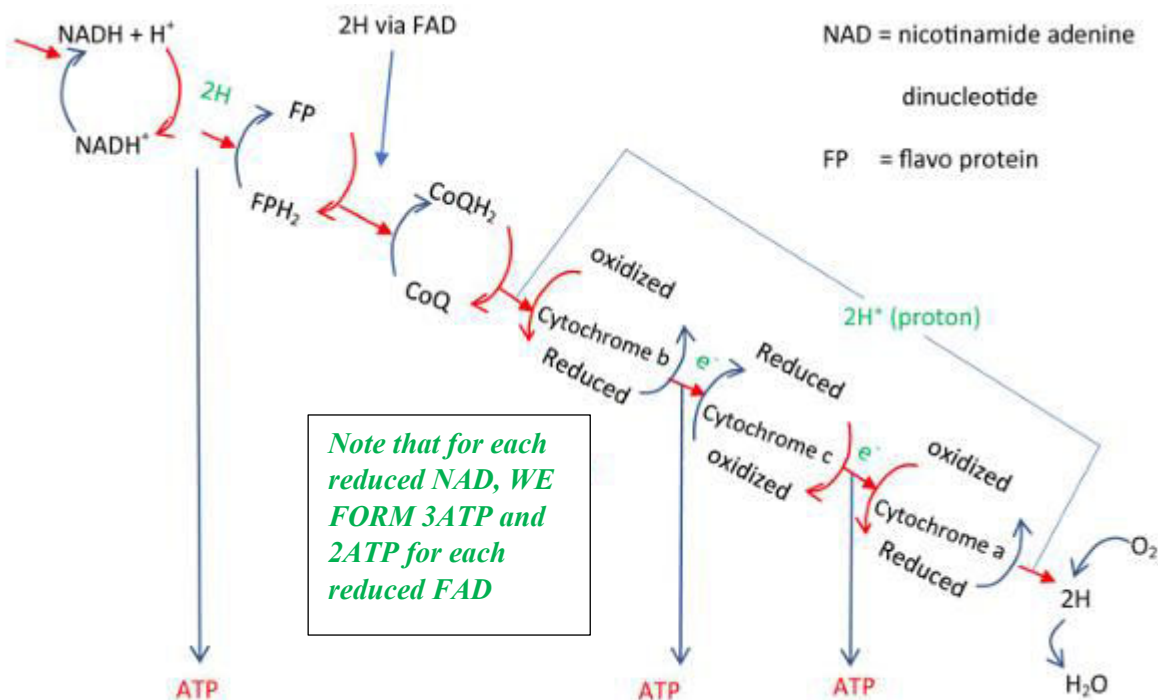 NADH + H⁺
2H via FAD
NAD = nicotinamide adenine
dinucleotide
FP = flavo protein
2H
FP
NADH⁺
FPH₂
CoQH₂
CoQ
oxidized
Cytochrome b
Reduced
2H⁺ (proton)
e⁻
Reduced
Cytochrome c
oxidized
e⁻
oxidized
Cytochrome a
Reduced
O₂
2H
H₂O
Note that for each
reduced NAD, WE
FORM 3ATP and
2ATP for each
reduced FAD
ATP
ATP
ATP